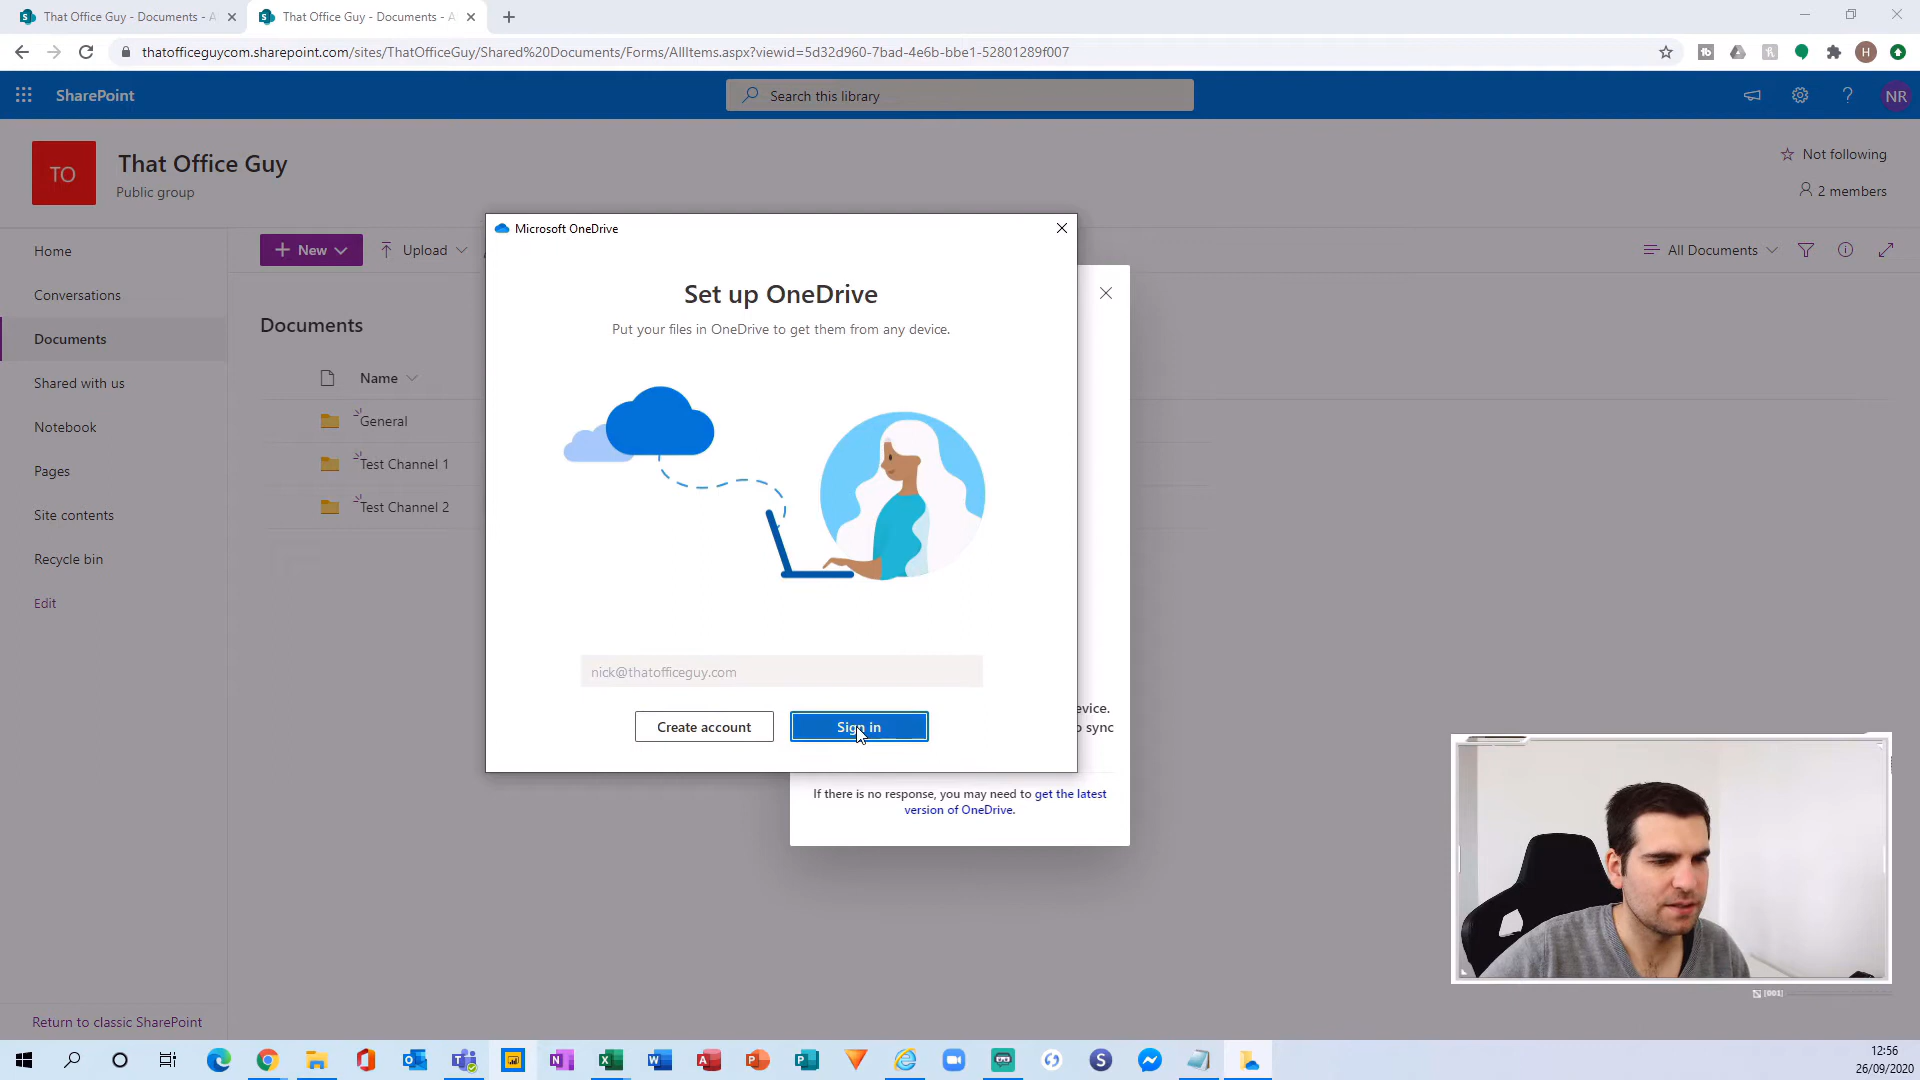 That Office Guy - Documents - A
That Office Guy - Documents - A
thatofficeguycom.sharepoint.com/sites/ThatOfficeGuy/Shared%20Documents/Forms/AllItems.aspx?viewid=5d32d960-7bad-4e6b-bbe1-52801289f007
H
SharePoint
Search this library
?
NR
TO
That Office Guy
Public group
Not following
2 members
Home
Conversations
Documents
Shared with us
Notebook
Pages
Site contents
Recycle bin
Edit
Return to classic SharePoint
New
Upload
All Documents
Documents
Name
General
Test Channel 1
Test Channel 2
Microsoft OneDrive
Set up OneDrive
Put your files in OneDrive to get them from any device.
nick@thatofficeguy.com
Create account
Sign in
evice.
o sync
If there is no response, you may need to get the latest
version of OneDrive.
[001]
12:56
26/09/2020